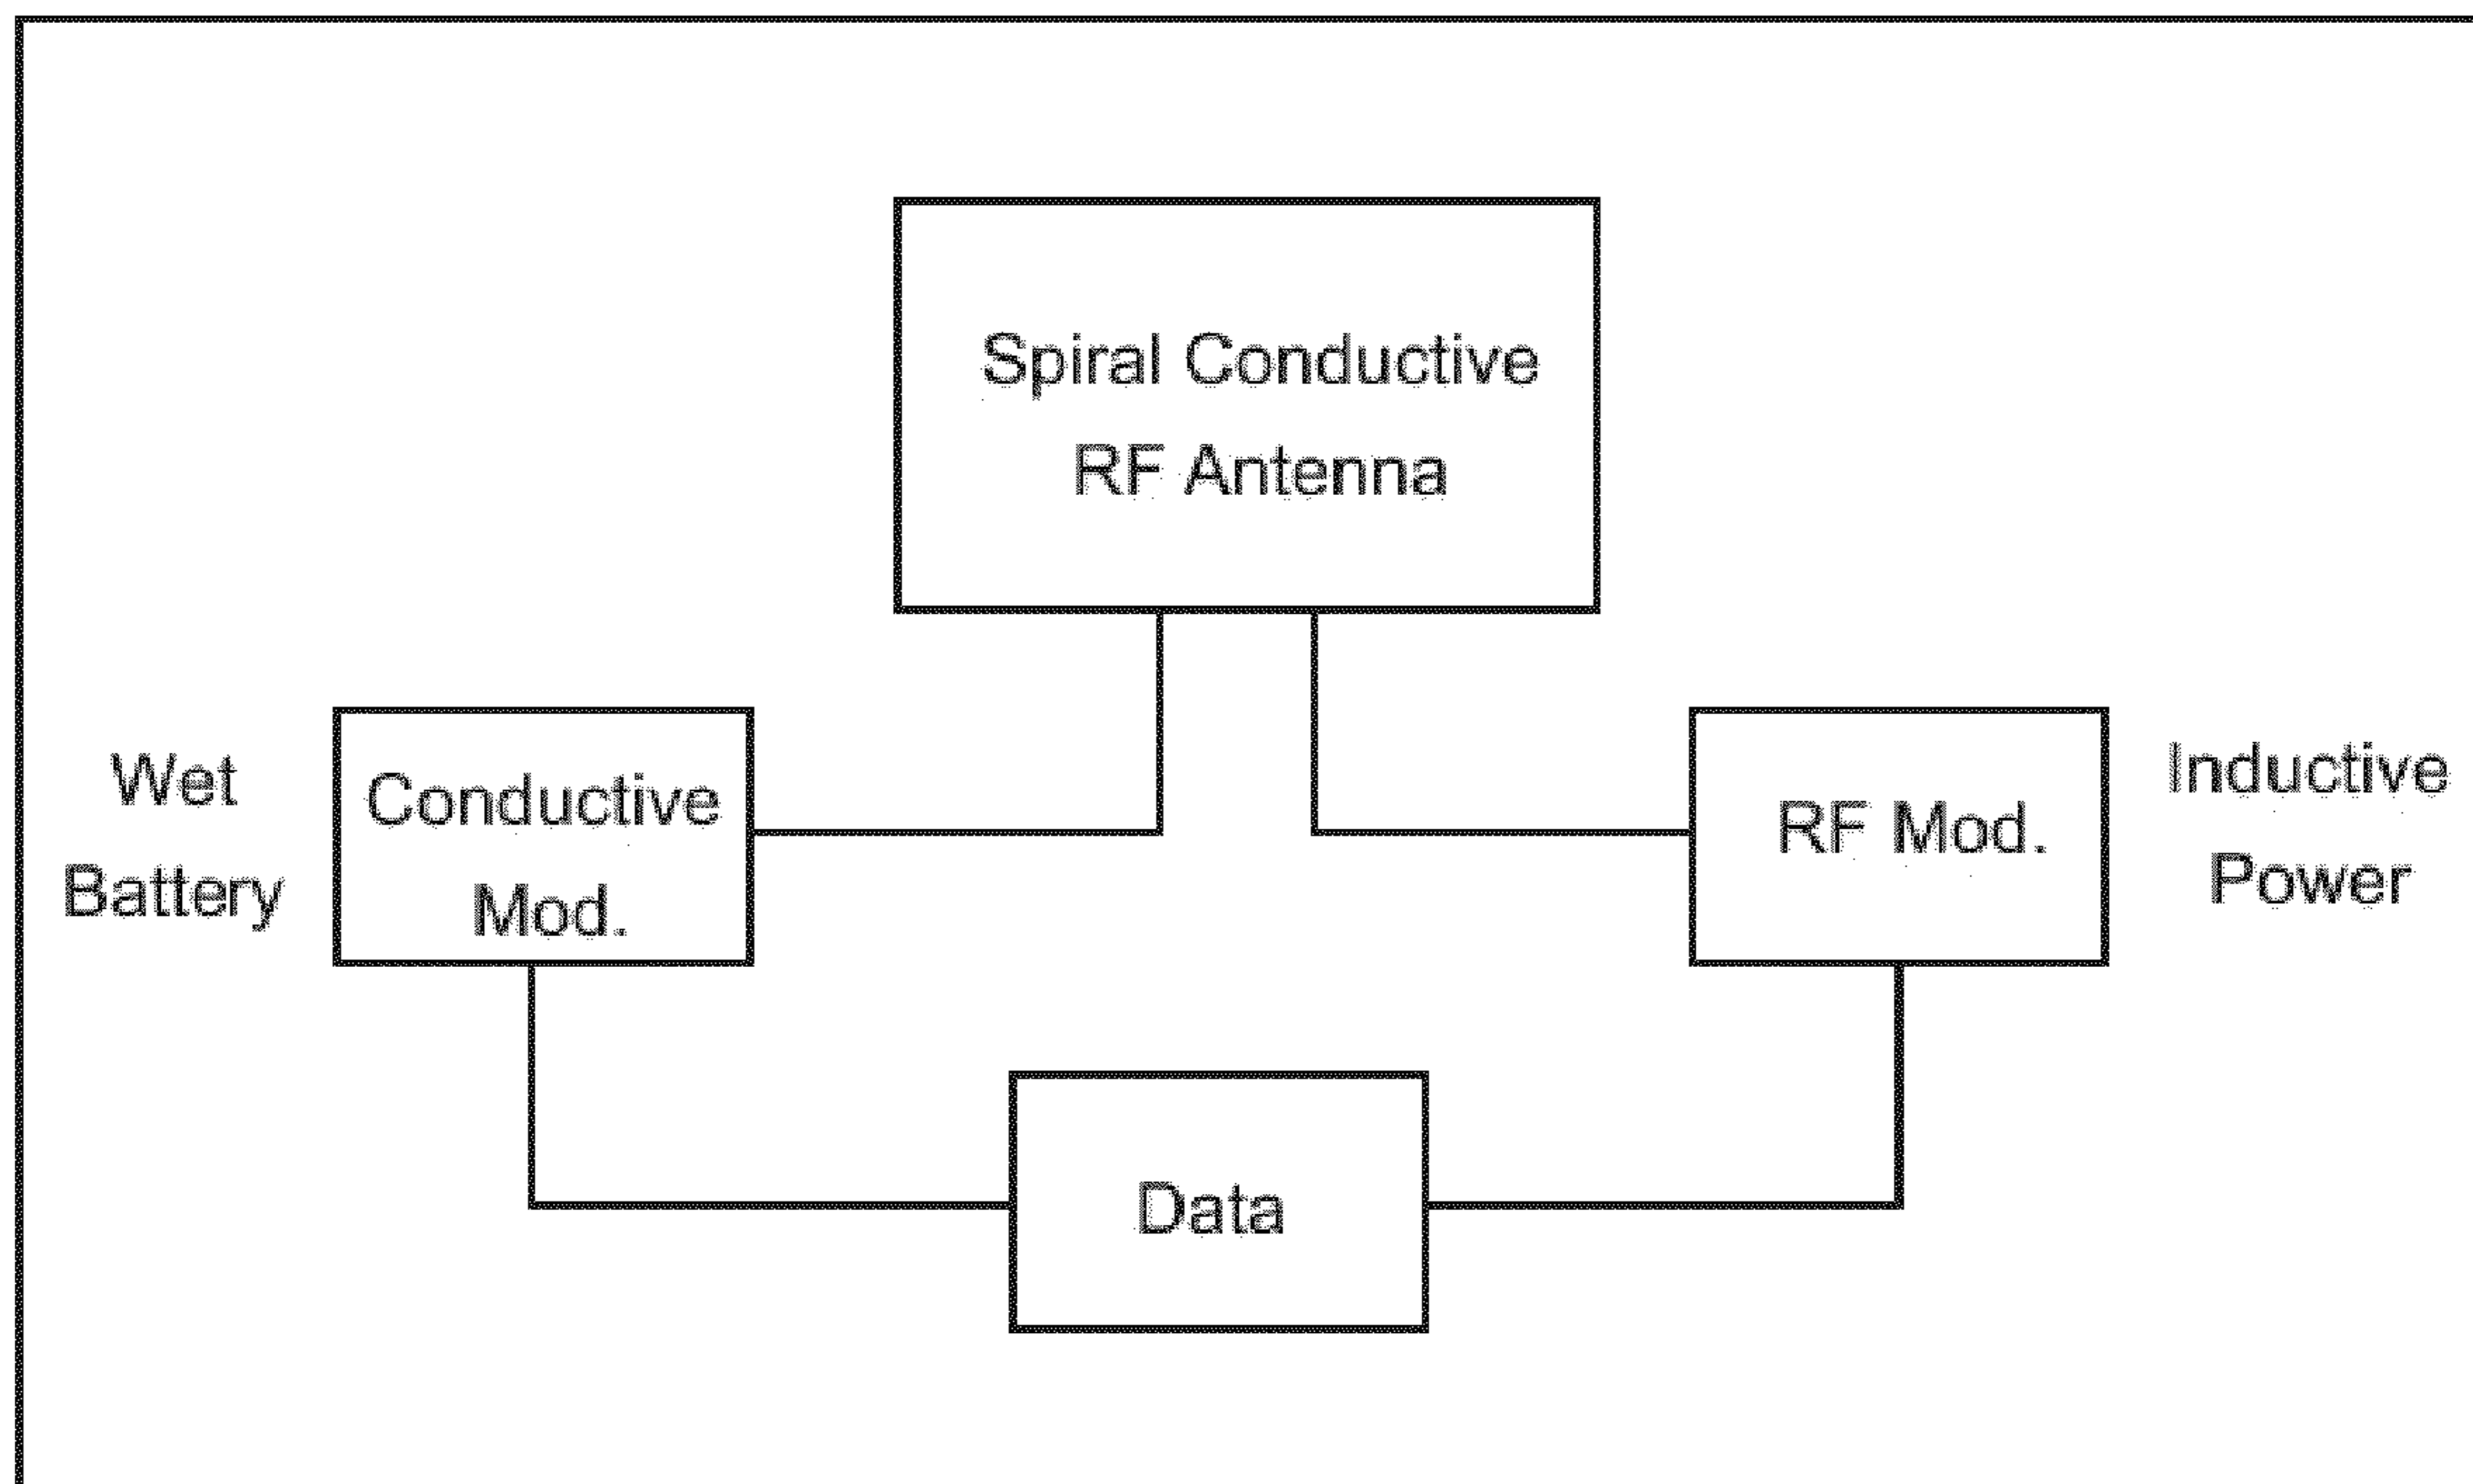 Spiral Conductive
RF Antenna
Wet
Battery
Conductive
Mod.
RF Mod.
Inductive
Power
Data